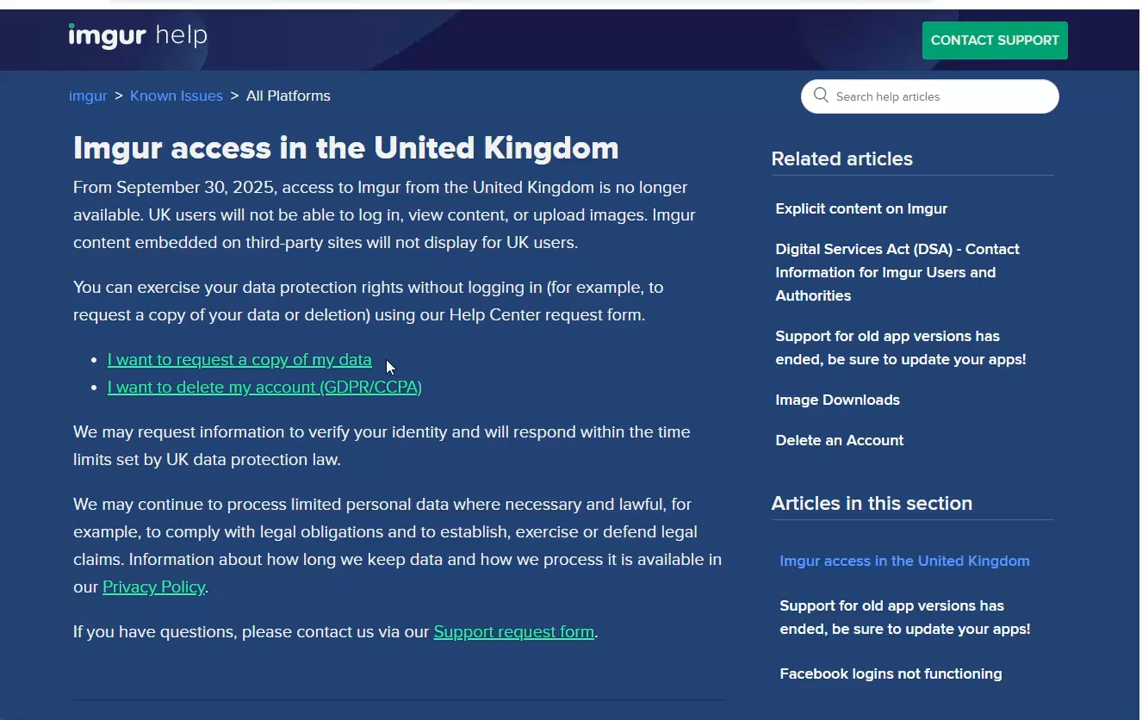 imgur help
CONTACT SUPPORT
imgur > Known Issues > All Platforms
Search help articles
Imgur access in the United Kingdom
From September 30, 2025, access to Imgur from the United Kingdom is no longer
available. UK users will not be able to log in, view content, or upload images. Imgur
content embedded on third-party sites will not display for UK users.
You can exercise your data protection rights without logging in (for example, to
request a copy of your data or deletion) using our Help Center request form.
• I want to request a copy of my data
• I want to delete my account (GDPR/CCPA)
We may request information to verify your identity and will respond within the time
limits set by UK data protection law.
We may continue to process limited personal data where necessary and lawful, for
example, to comply with legal obligations and to establish, exercise or defend legal
claims. Information about how long we keep data and how we process it is available in
our Privacy Policy.
If you have questions, please contact us via our Support request form.
Related articles
Explicit content on Imgur
Digital Services Act (DSA) - Contact
Information for Imgur Users and
Authorities
Support for old app versions has
ended, be sure to update your apps!
Image Downloads
Delete an Account
Articles in this section
Imgur access in the United Kingdom
Support for old app versions has
ended, be sure to update your apps!
Facebook logins not functioning